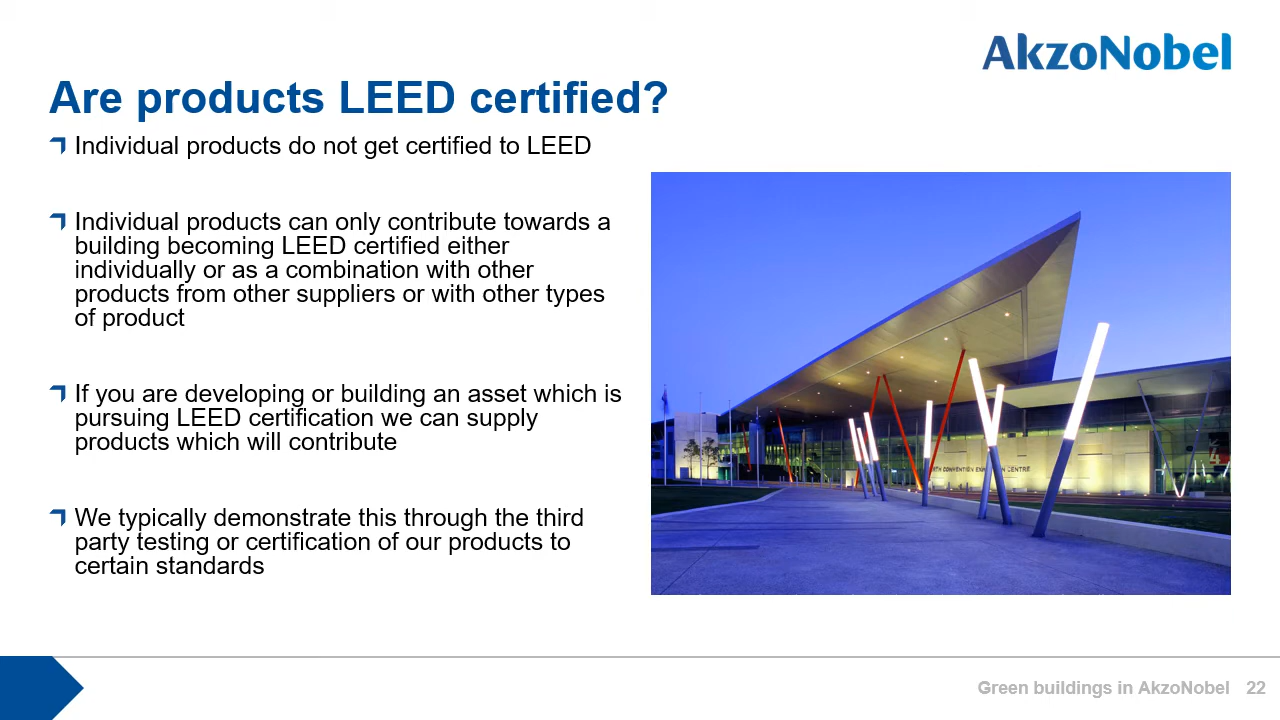 AkzoNobel
Are products LEED certified?
Individual products do not get certified to LEED
Individual products can only contribute towards a
building becoming LEED certified either
individually or as a combination with other
products from other suppliers or with other types
of product
If you are developing or building an asset which is
pursuing LEED certification we can supply
products which will contribute
We typically demonstrate this through the third
party testing or certification of our products to
certain standards
CONVENTION EXHIBITION CENTRE
Green buildings in AkzoNobel 22